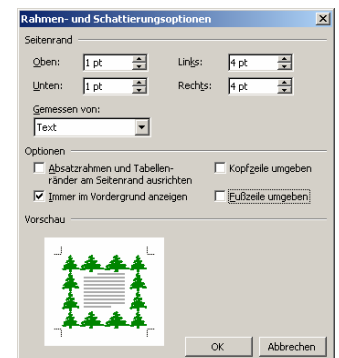 Rahmen- und Schattierungsoptionen
Seitenrand
Oben: 1 pt Links: 4 pt
Unten: 1 pt Rechts: 4 pt
Gemessen von:
Text
Optionen
Absatzrahmen und Tabellen- Kopfzeile umgeben
ränder am Seitenrand ausrichten
Immer im Vordergrund anzeigen Fußzeile umgeben
Vorschau
OK Abbrechen